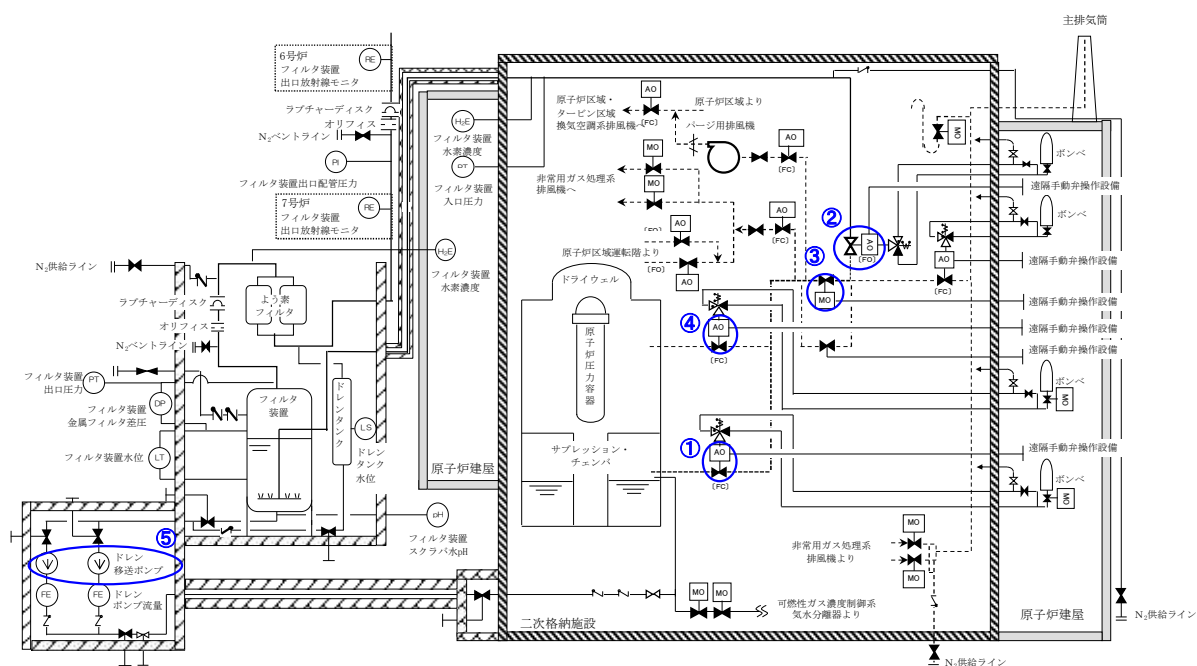 主排気筒
6号炉
フィルタ装置
出口放射線モニタ
RE
ラプチャーディスク
オリフィス
N₂ベントライン
PI
フィルタ装置出口配管圧力
7号炉
フィルタ装置
出口放射線モニタ
RE
H₂E
フィルタ装置
水素濃度
PT
フィルタ装置
入口圧力
H₂E
フィルタ装置
水素濃度
原子炉区域・
タービン区域
換気空調系排風機へ
AO
(FC)
原子炉区域より
パージ用排風機
AO
(FC)
MO
MO
非常用ガス処理系
排風機へ
AO
(FC)
AO
(FO)
AO
原子炉区域運転階より
②
AO
(FO)
③
MO
AO
(FC)
MO
ボンベ
遠隔手動弁操作設備
ボンベ
遠隔手動弁操作設備
遠隔手動弁操作設備
遠隔手動弁操作設備
遠隔手動弁操作設備
ボンベ
MO
遠隔手動弁操作設備
ボンベ
MO
④
AO
(FC)
①
AO
(FC)
ドライウェル
原子炉圧力容器
サプレッション・
チェンバ
N₂供給ライン
ラプチャーディスク
オリフィス
N₂ベントライン
よう素
フィルタ
PT
フィルタ装置
出口圧力
DP
フィルタ装置
金属フィルタ差圧
LT
フィルタ装置水位
フィルタ
装置
ドレンタンク
LS
ドレン
タンク
水位
原子炉建屋
pH
フィルタ装置
スクラバ水pH
⑤
ドレン
移送ポンプ
FE
FE
ドレン
ポンプ流量
MO
MO
非常用ガス処理系
排風機より
MO
MO
可燃性ガス濃度制御系
気水分離器より
二次格納施設
原子炉建屋
N₂供給ライン
N₂供給ライン